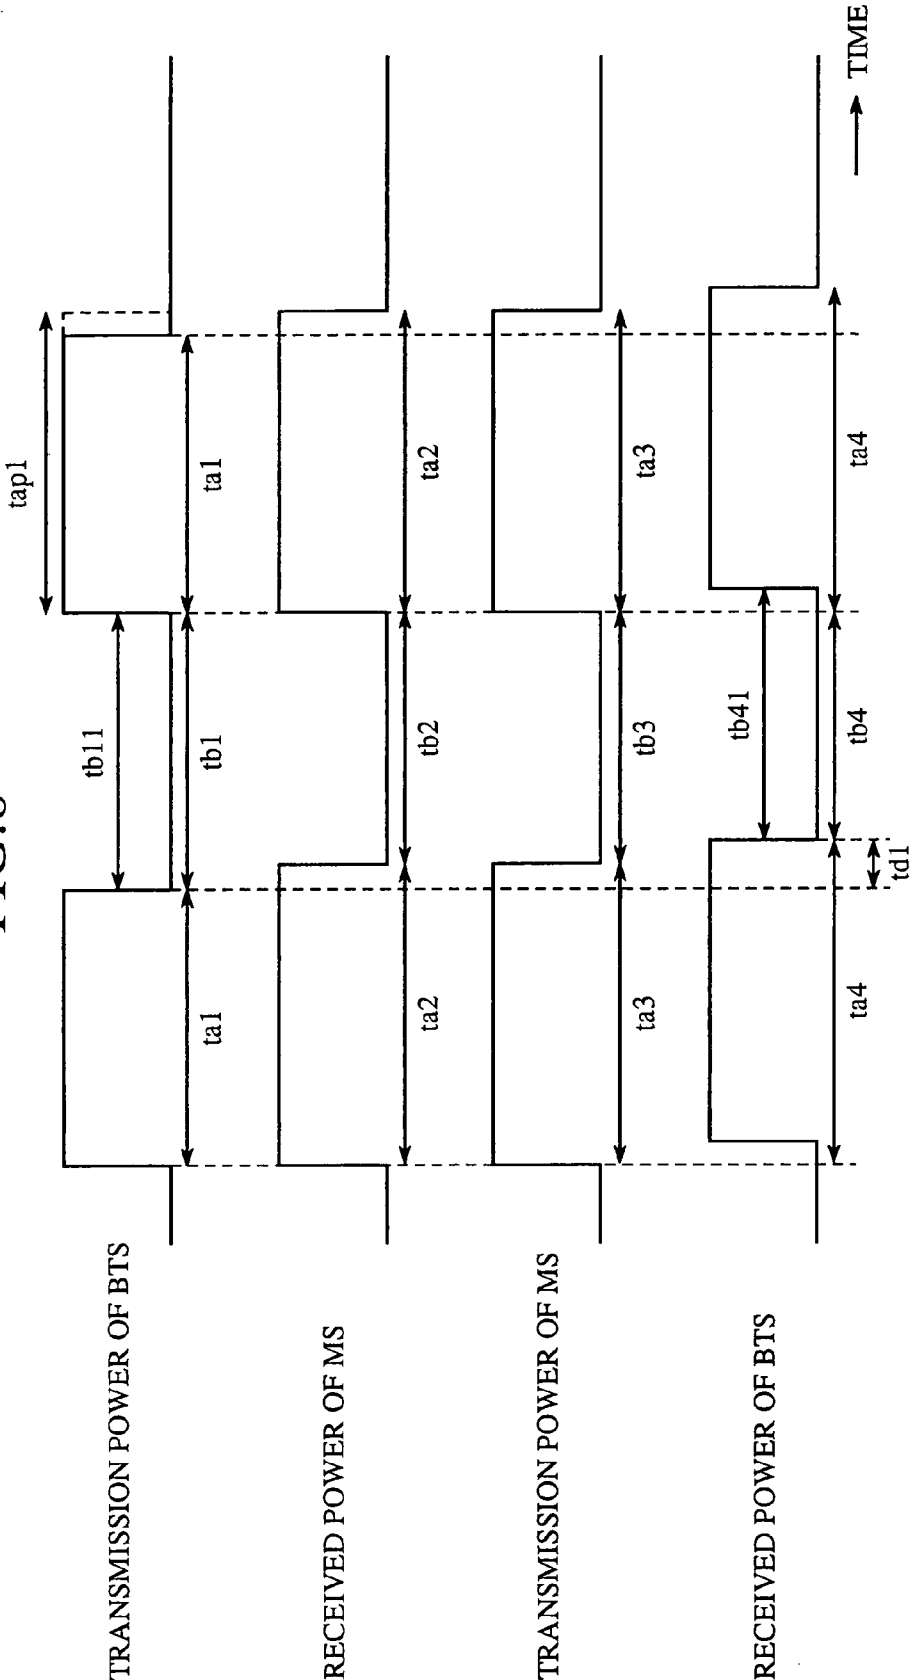 tap1
tb11
TRANSMISSION POWER OF BTS
ta1
tb1
ta1
RECEIVED POWER OF MS
ta2
tb2
ta2
TRANSMISSION POWER OF MS
ta3
tb3
ta3
tb41
RECEIVED POWER OF BTS
ta4
tb4
ta4
td1
TIME